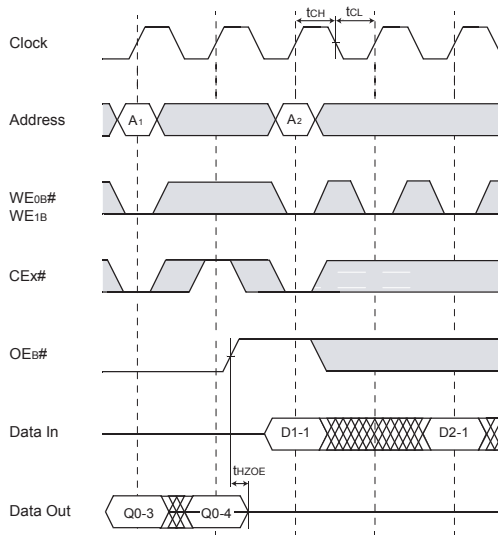 tCH tCL
Clock
Address A1 A2
WE0B#
WE1B
CEx#
OEB#
Data In D1-1 D2-1
tHZOE
Data Out Q0-3 Q0-4